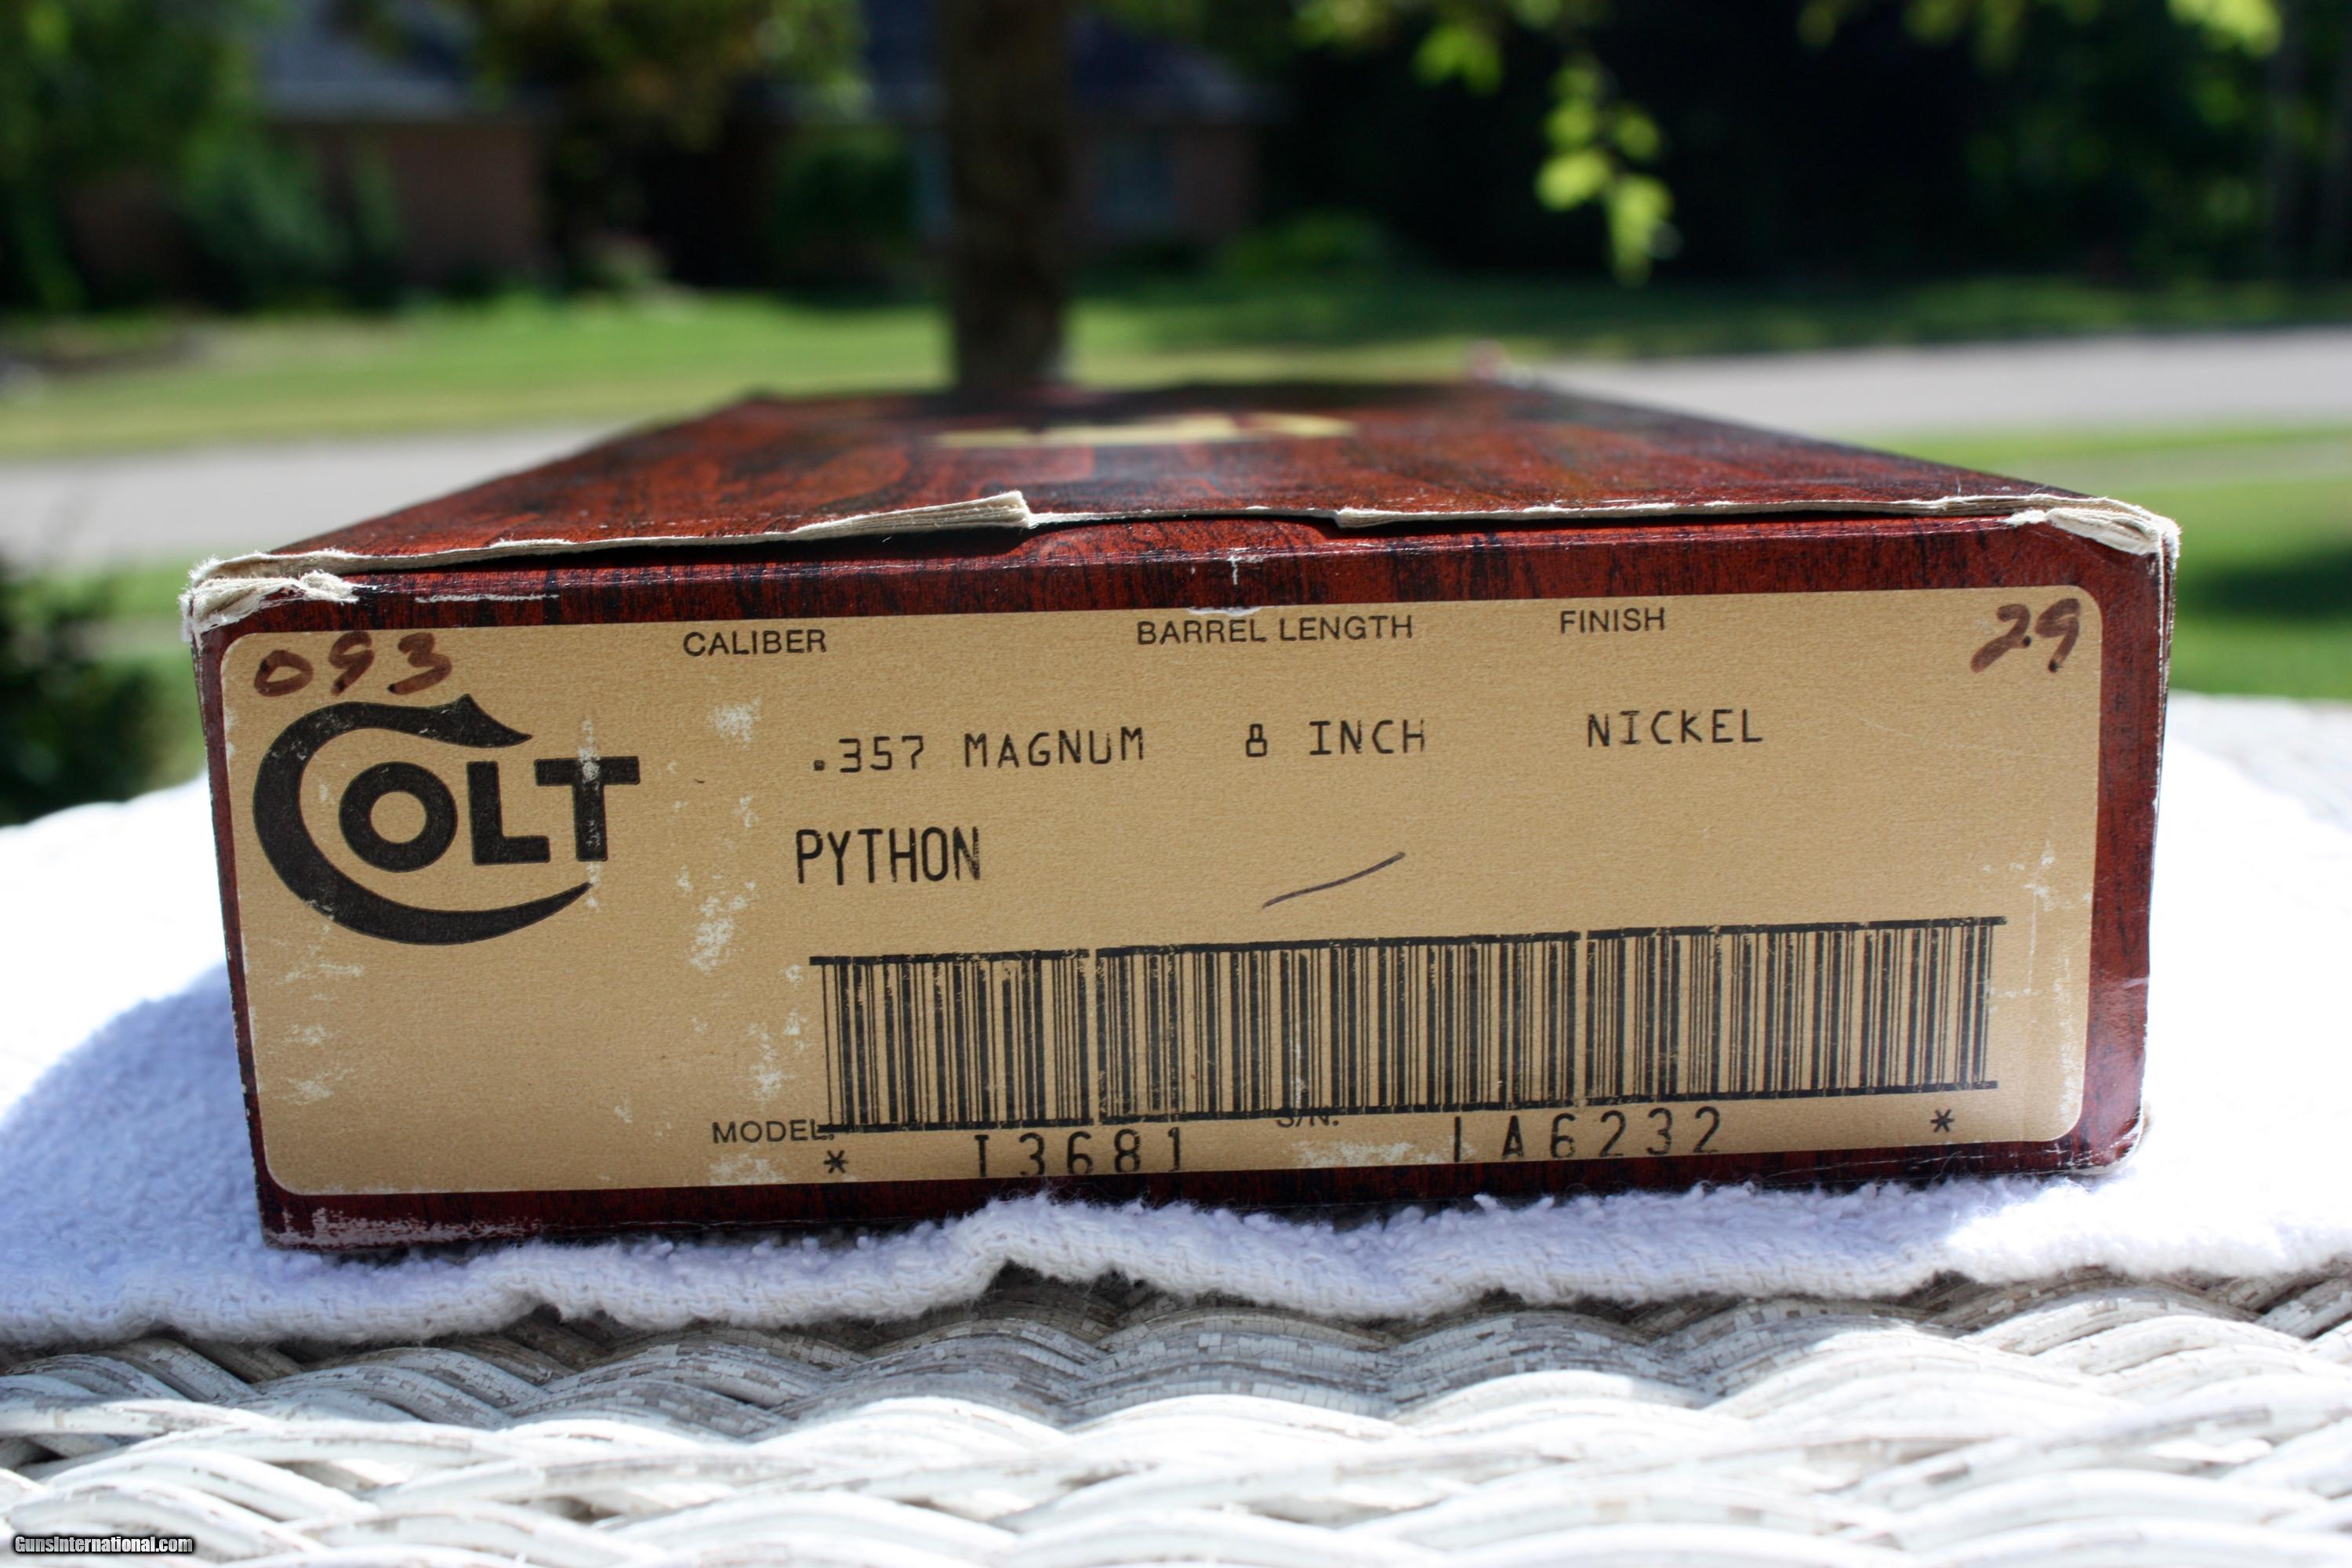 093 CALIBER BARREL LENGTH FINISH 29
COLT
.357 MAGNUM 8 INCH NICKEL
PYTHON
MODEL. S/N.
* I3681 LA6232 *
GunsInternational.com